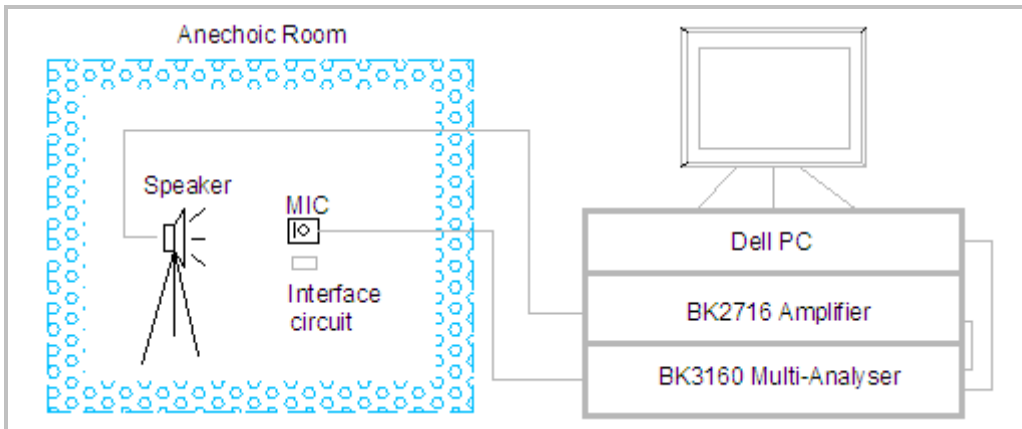 Anechoic Room
Speaker
MIC
Interface
circuit
Dell PC
BK2716 Amplifier
BK3160 Multi-Analyser